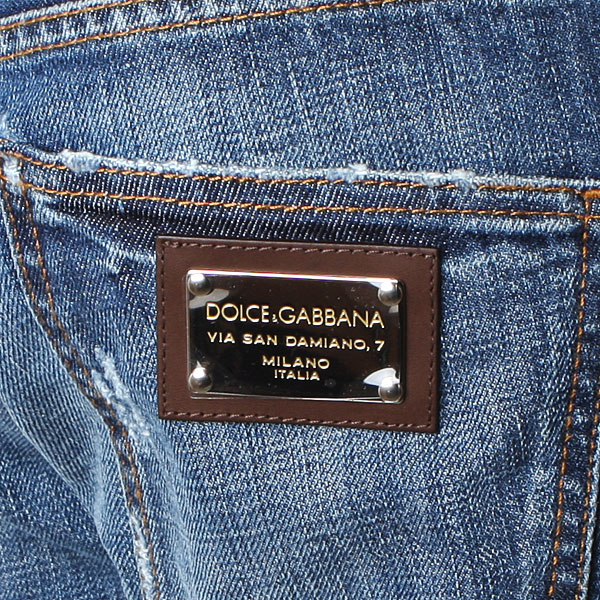 DOLCE&GABBANA
VIA SAN DAMIANO, 7
MILANO
ITALIA